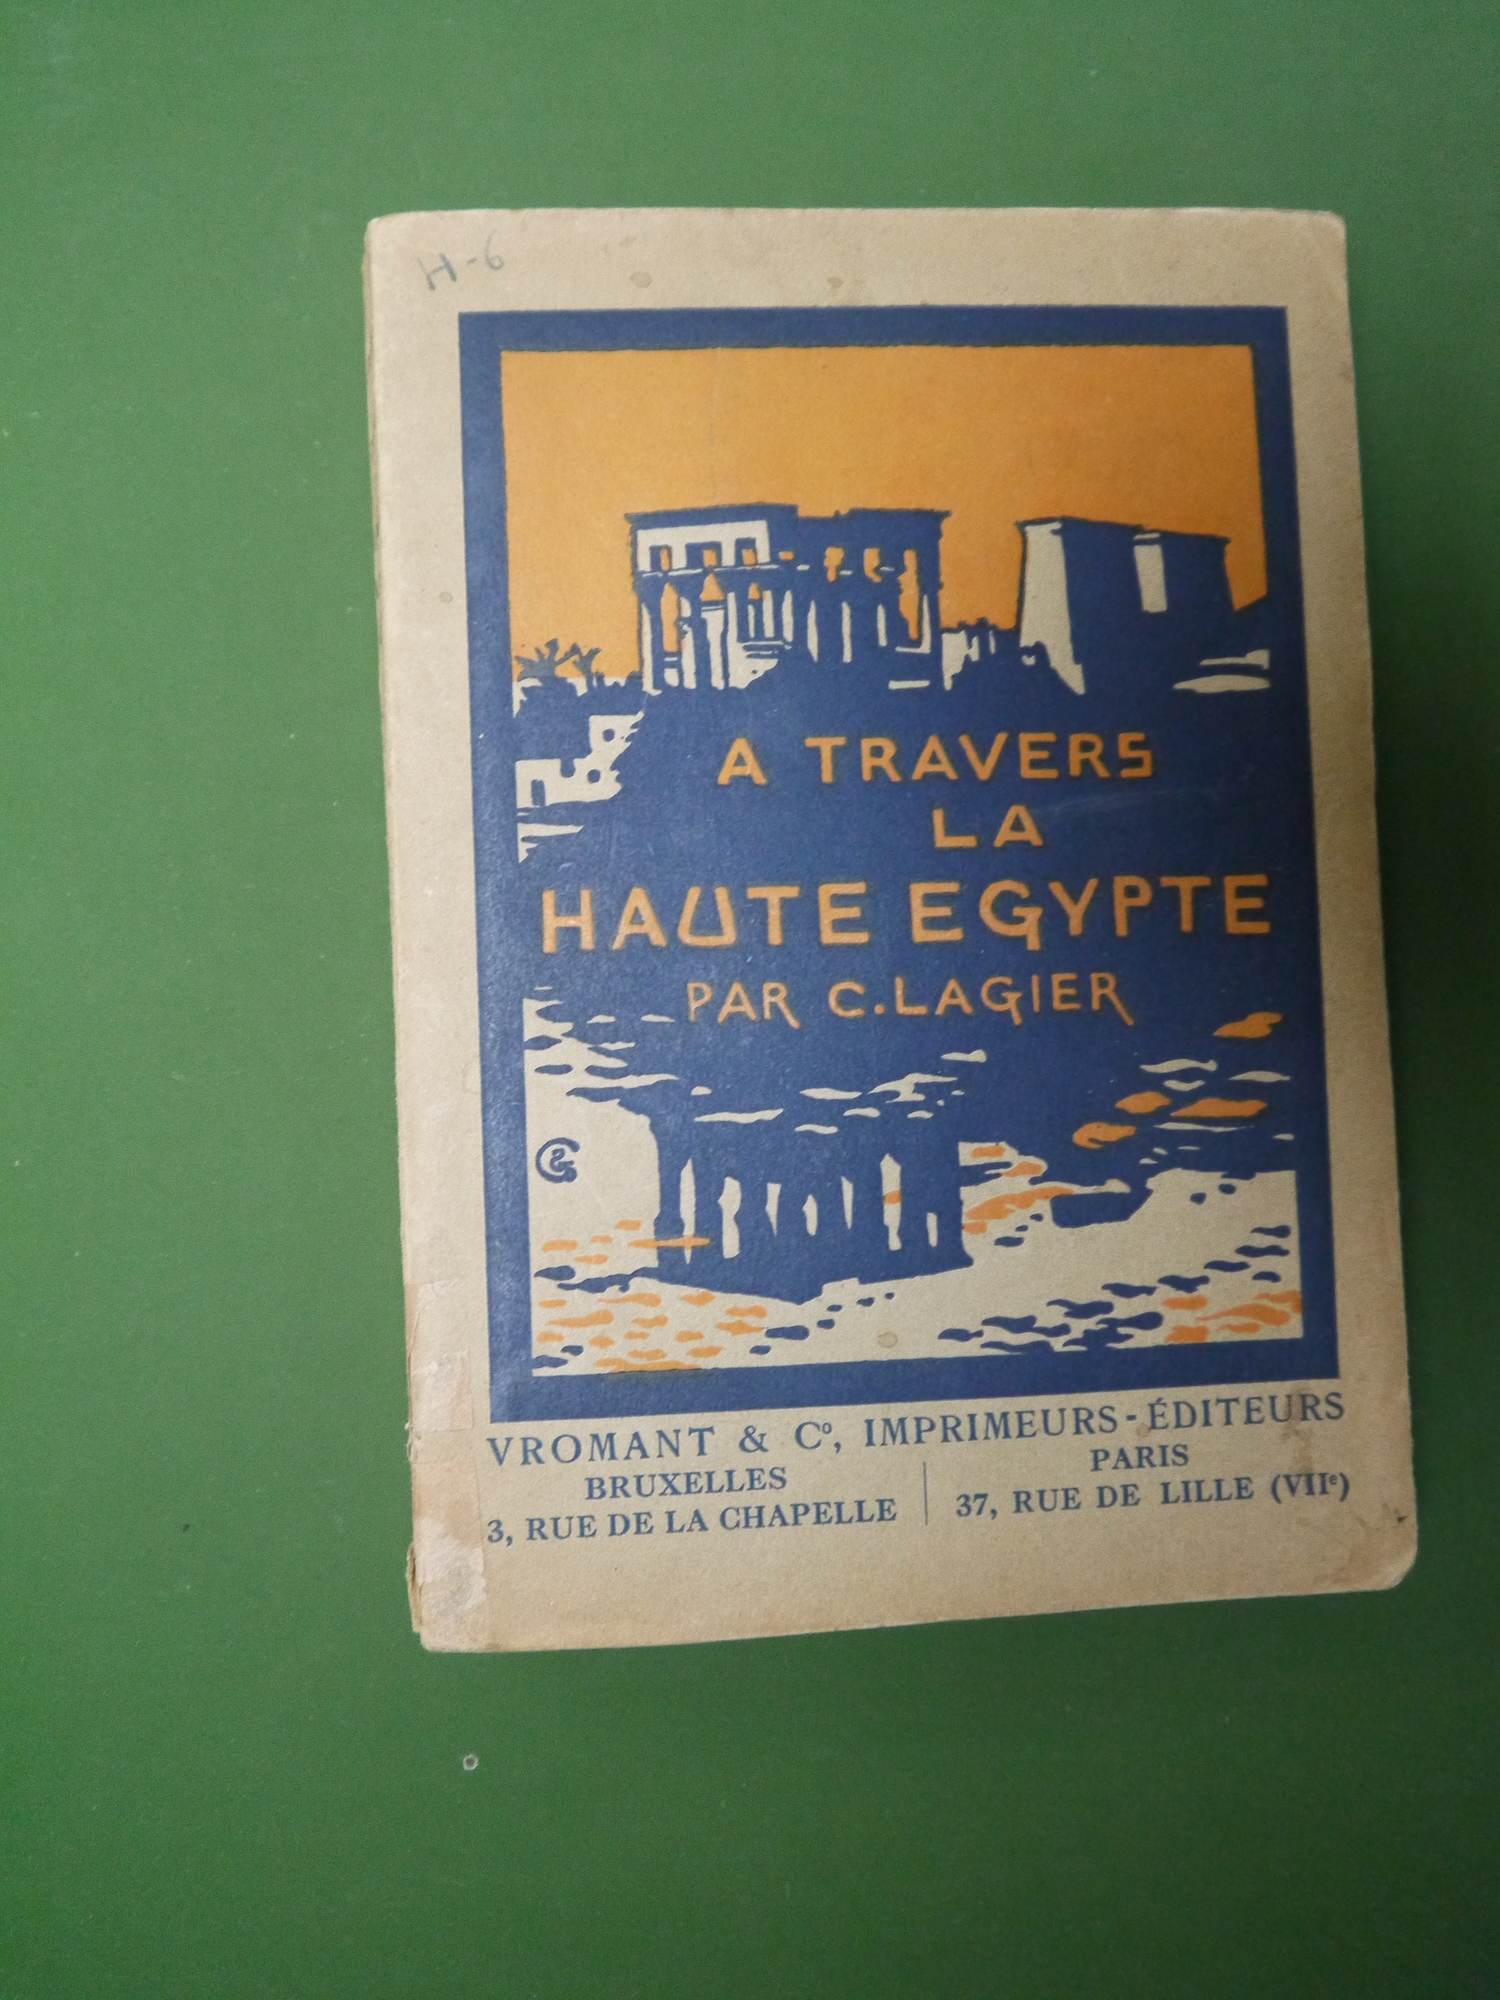 H-6
A TRAVERS
LA
HAUTE EGYPTE
PAR C. LAGIER
VROMANT & Cº, IMPRIMEURS-ÉDITEURS
BRUXELLES
3, RUE DE LA CHAPELLE
PARIS
37, RUE DE LILLE (VIIᵉ)